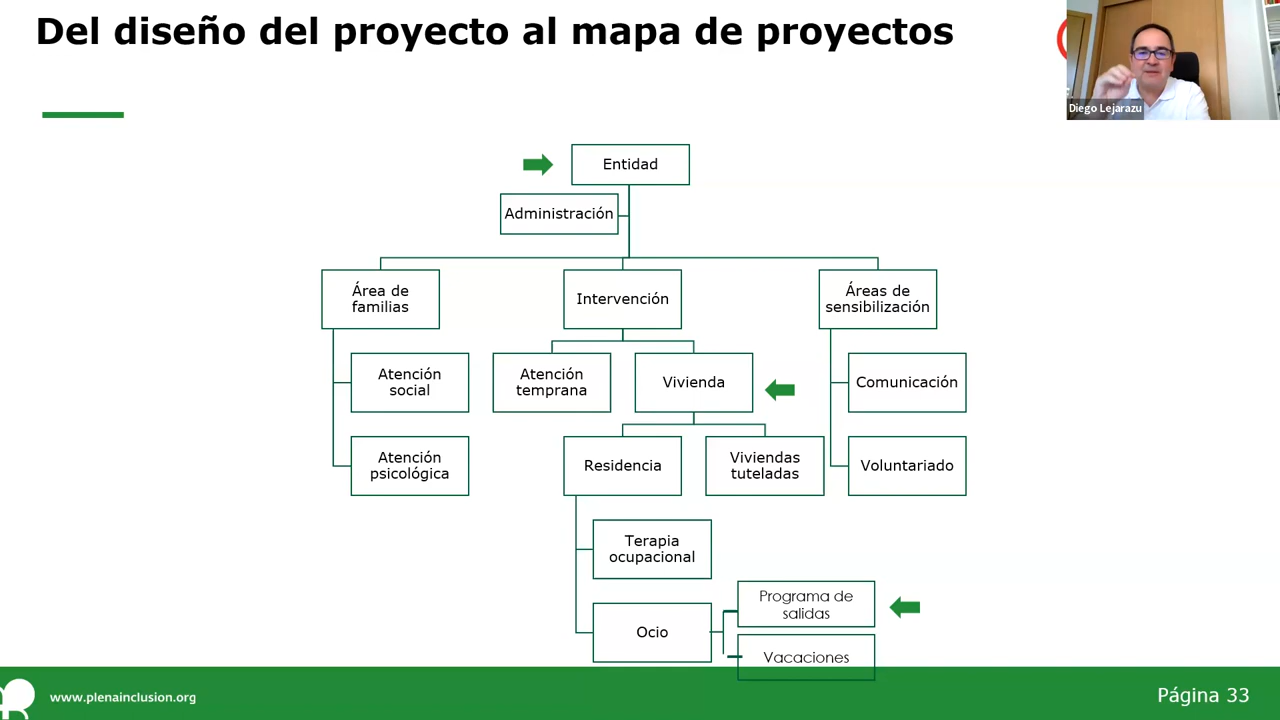 Del diseño del proyecto al mapa de proyectos
Diego Lejarazu
Entidad
Administración
Área de
familias
Intervención
Áreas de
sensibilización
Atención
social
Atención
temprana
Vivienda
Comunicación
Atención
psicológica
Residencia
Viviendas
tuteladas
Voluntariado
Terapia
ocupacional
Programa de
salidas
Ocio
Vacaciones
www.plenainclusion.org
Página 33